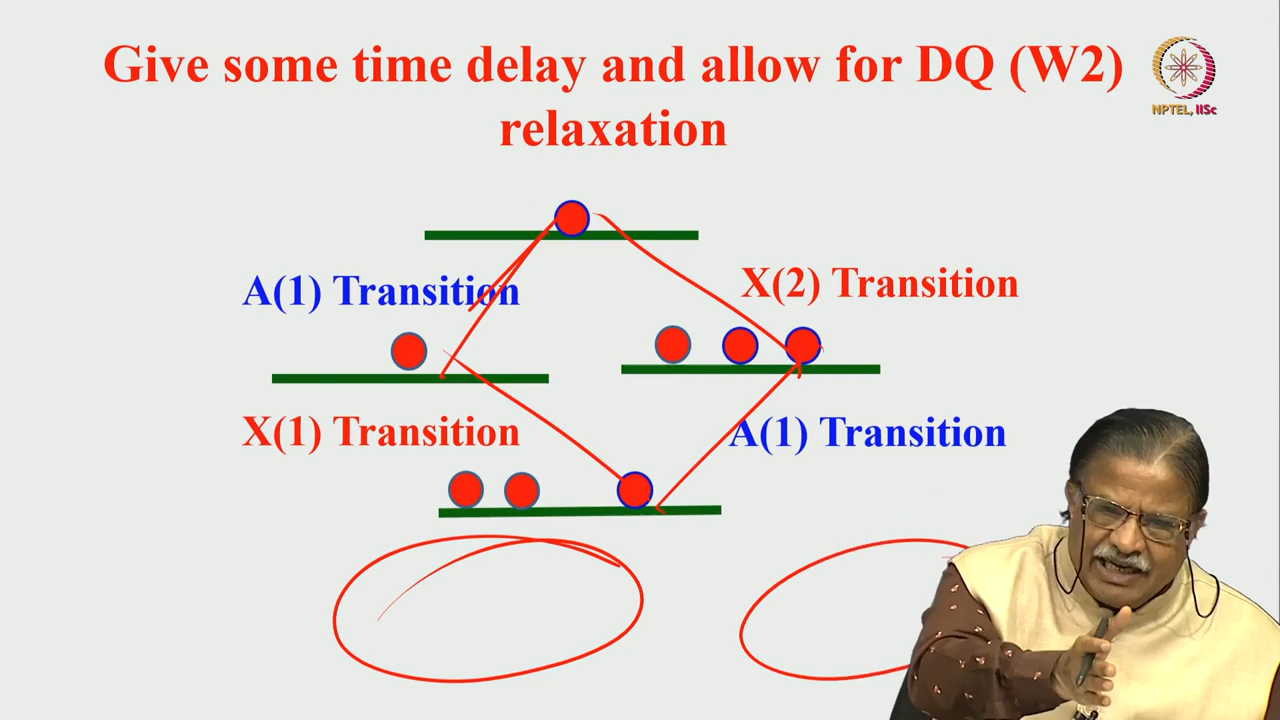 Give some time delay and allow for DQ (W2)
relaxation
NPTEL, IISc
A(1) Transition
X(2) Transition
X(1) Transition
A(1) Transition